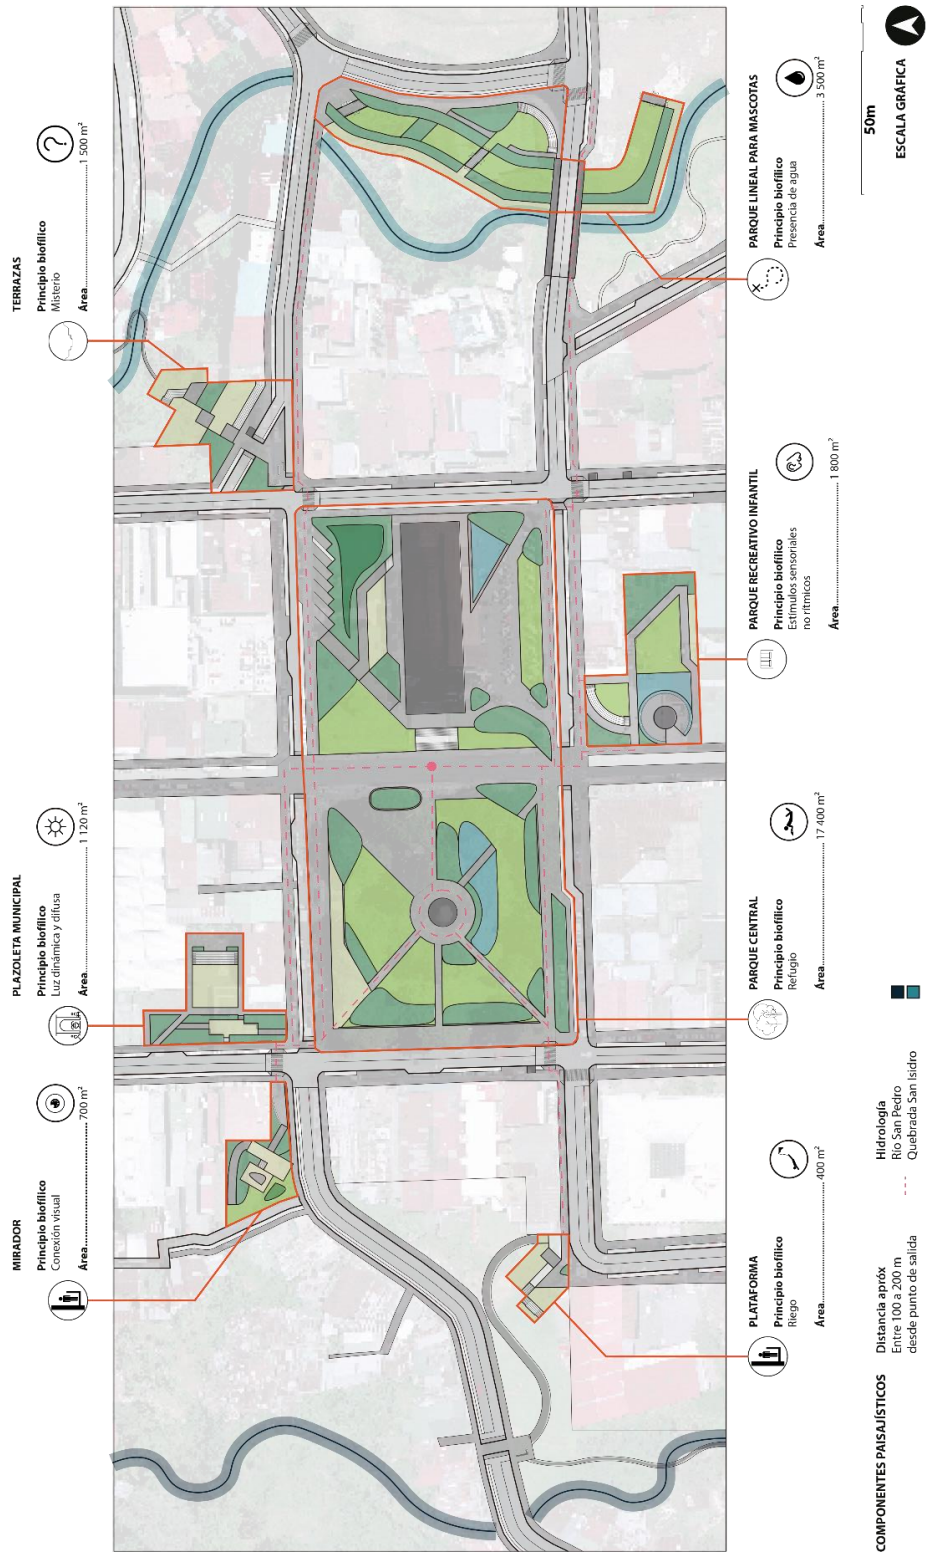 MIRADOR
Principio biofílico
Conexión visual
Área..................700 m²
PLAZOLETA MUNICIPAL
Principio biofílico
Luz dinámica y difusa
Área..................1 120 m²
TERRAZAS
Principio biofílico
Misterio
Área..................1 500 m²
?
PLATAFORMA
Principio biofílico
Riego
Área..................400 m²
PARQUE CENTRAL
Principio biofílico
Refugio
Área..................17 400 m²
PARQUE RECREATIVO INFANTIL
Principio biofílico
Estímulos sensoriales
no rítmicos
Área..................1 800 m²
PARQUE LINEAL PARA MASCOTAS
Principio biofílico
Presencia de agua
Área..................3 500 m²
COMPONENTES PAISAJÍSTICOS
Distancia apróx
Entre 100 a 200 m
desde punto de salida
Hidrología
Río San Pedro
Quebrada San Isidro
50m
ESCALA GRÁFICA